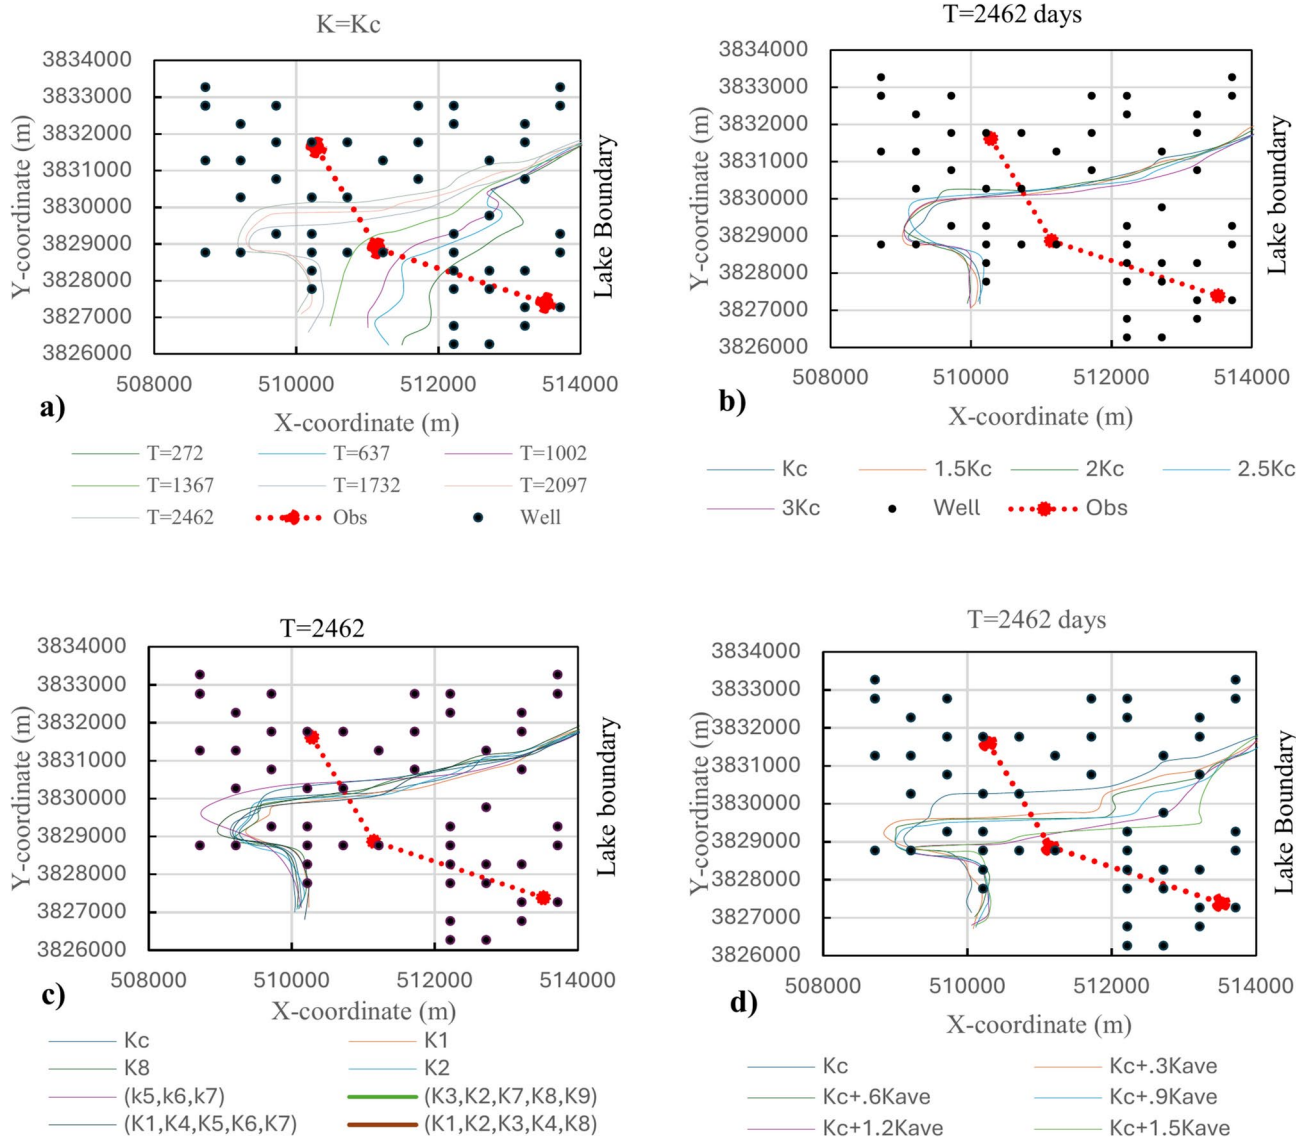 K=Kc
3834000
3833000
3832000
3831000
3830000
3829000
3828000
3827000
3826000
Y-coordinate (m)
508000 510000 512000 514000
X-coordinate (m)
Lake Boundary
a)
T=272 T=637 T=1002
T=1367 T=1732 T=2097
T=2462 Obs Well
T=2462 days
3834000
3833000
3832000
3831000
3830000
3829000
3828000
3827000
3826000
Y-coordinate (m)
508000 510000 512000 514000
X-coordinate (m)
Lake boundary
b)
Kc 1.5Kc 2Kc 2.5Kc
3Kc Well Obs
T=2462
3834000
3833000
3832000
3831000
3830000
3829000
3828000
3827000
3826000
Y-coordinate (m)
508000 510000 512000 514000
X-coordinate (m)
Lake boundary
c)
Kc K1
K8 K2
(k5,k6,k7) (K3,K2,K7,K8,K9)
(K1,K4,K5,K6,K7) (K1,K2,K3,K4,K8)
T=2462 days
3834000
3833000
3832000
3831000
3830000
3829000
3828000
3827000
3826000
Y-coordinate (m)
508000 510000 512000 514000
X-coordinate (m)
Lake Boundary
d)
Kc Kc+.3Kave
Kc+.6Kave Kc+.9Kave
Kc+1.2Kave Kc+1.5Kave